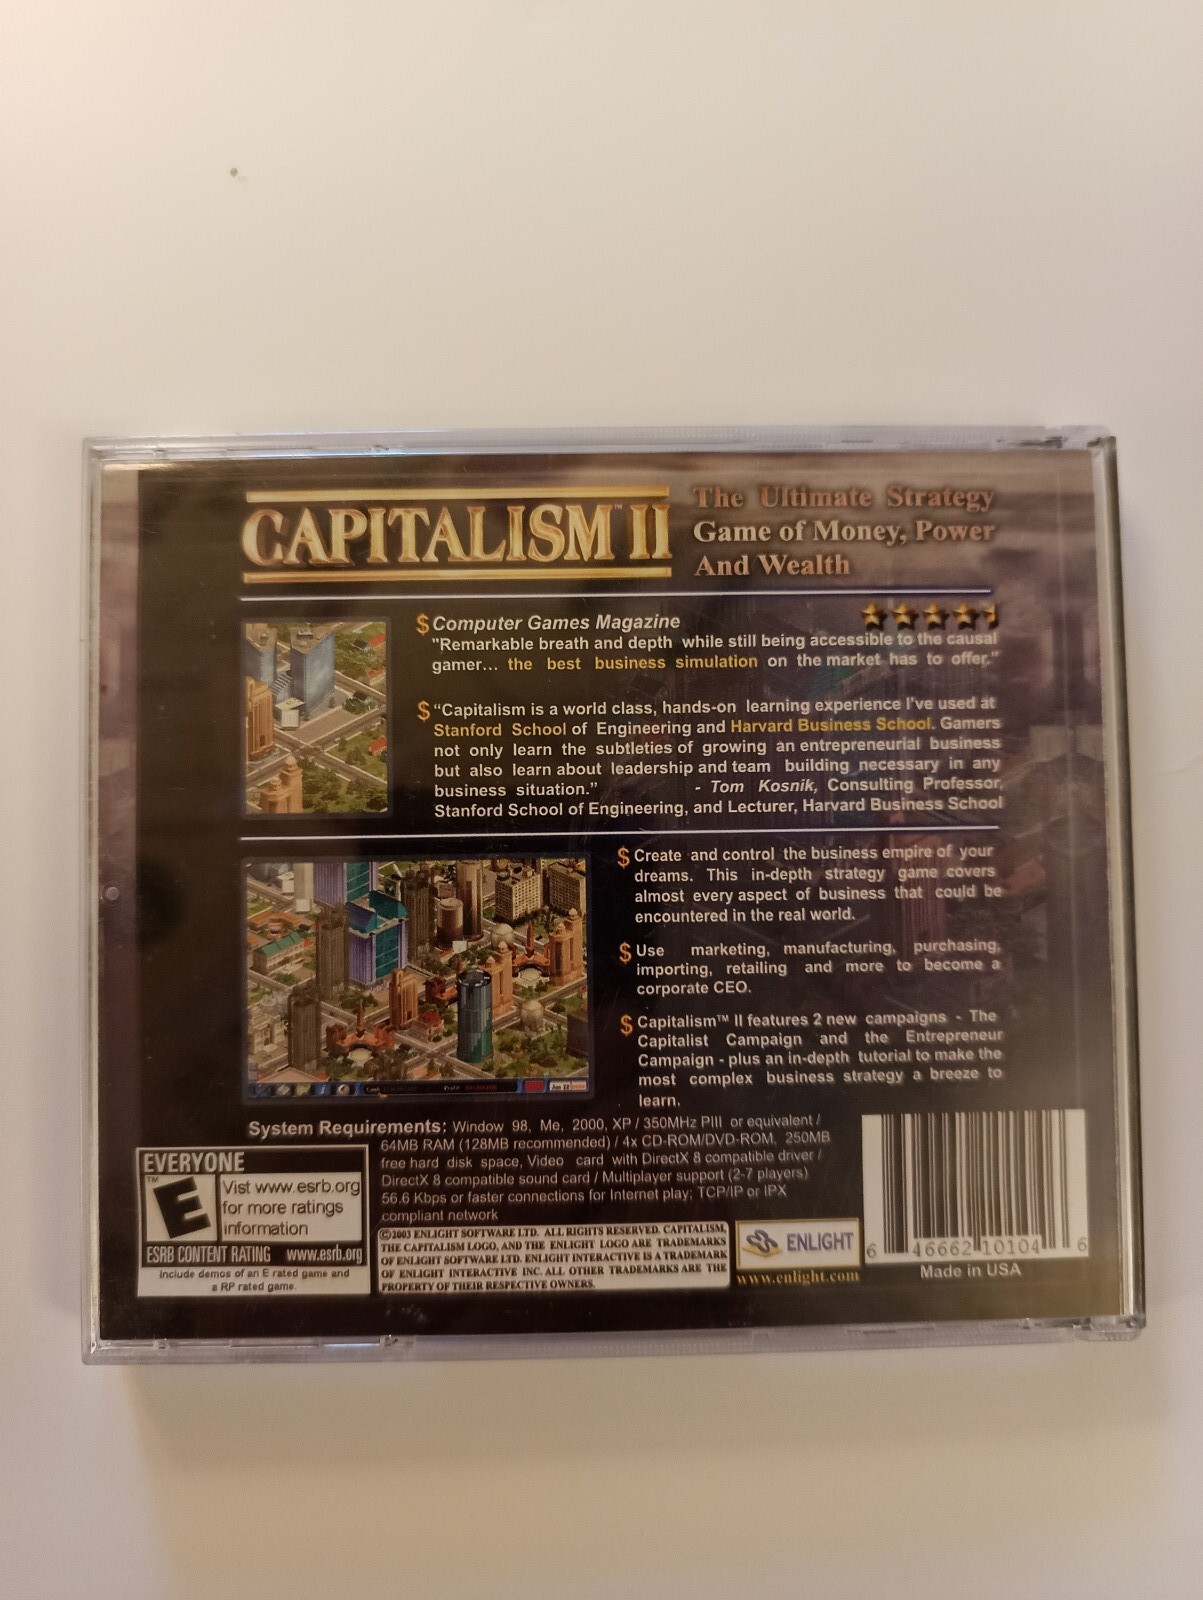 CAPITALISM™ II
The Ultimate Strategy
Game of Money, Power
And Wealth
$ Computer Games Magazine
"Remarkable breath and depth while still being accessible to the causal
gamer... the best business simulation on the market has to offer."
$ "Capitalism is a world class, hands-on learning experience I've used at
Stanford School of Engineering and Harvard Business School. Gamers
not only learn the subtleties of growing an entrepreneurial business
but also learn about leadership and team building necessary in any
business situation." - Tom Kosnik, Consulting Professor,
Stanford School of Engineering, and Lecturer, Harvard Business School
$ Create and control the business empire of your
dreams. This in-depth strategy game covers
almost every aspect of business that could be
encountered in the real world.
$ Use marketing, manufacturing, purchasing,
importing, retailing and more to become a
corporate CEO.
$ Capitalism™ II features 2 new campaigns - The
Capitalist Campaign and the Entrepreneur
Campaign - plus an in-depth tutorial to make the
most complex business strategy a breeze to
learn.
Cash
Profit
System Requirements: Window 98, Me, 2000, XP / 350MHz PIII or equivalent /
64MB RAM (128MB recommended) / 4x CD-ROM/DVD-ROM, 250MB
free hard disk space, Video card with DirectX 8 compatible driver /
DirectX 8 compatible sound card / Multiplayer support (2-7 players)
56.6 Kbps or faster connections for Internet play; TCP/IP or IPX
compliant network
EVERYONE
E™
Vist www.esrb.org
for more ratings
information
ESRB CONTENT RATING www.esrb.org
Include demos of an E rated game and
a RP rated game.
©2003 ENLIGHT SOFTWARE LTD. ALL RIGHTS RESERVED. CAPITALISM,
THE CAPITALISM LOGO, AND THE ENLIGHT LOGO ARE TRADEMARKS
OF ENLIGHT SOFTWARE LTD. ENLIGHT INTERACTIVE IS A TRADEMARK
OF ENLIGHT INTERACTIVE INC. ALL OTHER TRADEMARKS ARE THE
PROPERTY OF THEIR RESPECTIVE OWNERS.
ENLIGHT
www.enlight.com
6 46662 10104 6
Made in USA